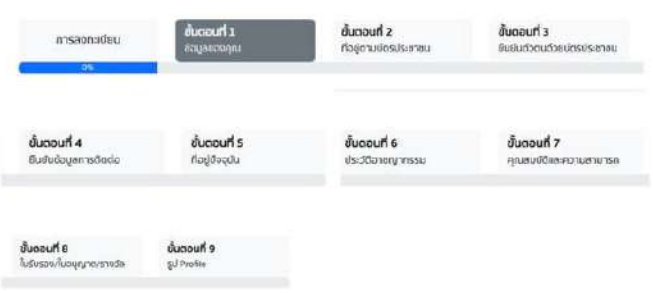 การลงทะเบียน
0%
ขั้นตอนที่ 1
ข้อมูลของคุณ
ขั้นตอนที่ 2
ที่อยู่ตามบัตรประชาชน
ขั้นตอนที่ 3
ยืนยันตัวตนด้วยบัตรประชาชน
ขั้นตอนที่ 4
ยืนยันข้อมูลการติดต่อ
ขั้นตอนที่ 5
ที่อยู่ปัจจุบัน
ขั้นตอนที่ 6
ประวัติอาชญากรรม
ขั้นตอนที่ 7
คุณสมบัติและความสามารถ
ขั้นตอนที่ 8
ใบรับรอง/ใบอนุญาต/รางวัล
ขั้นตอนที่ 9
รูป Profile